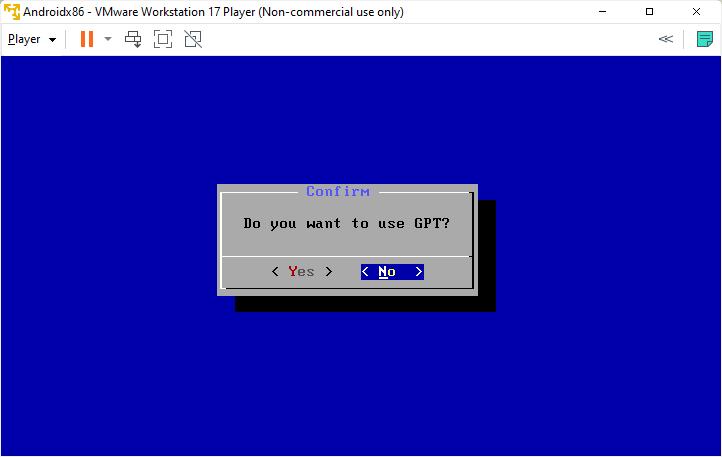 Androidx86 - VMware Workstation 17 Player (Non-commercial use only)
Player
Confirm
Do you want to use GPT?
< Yes > < No >